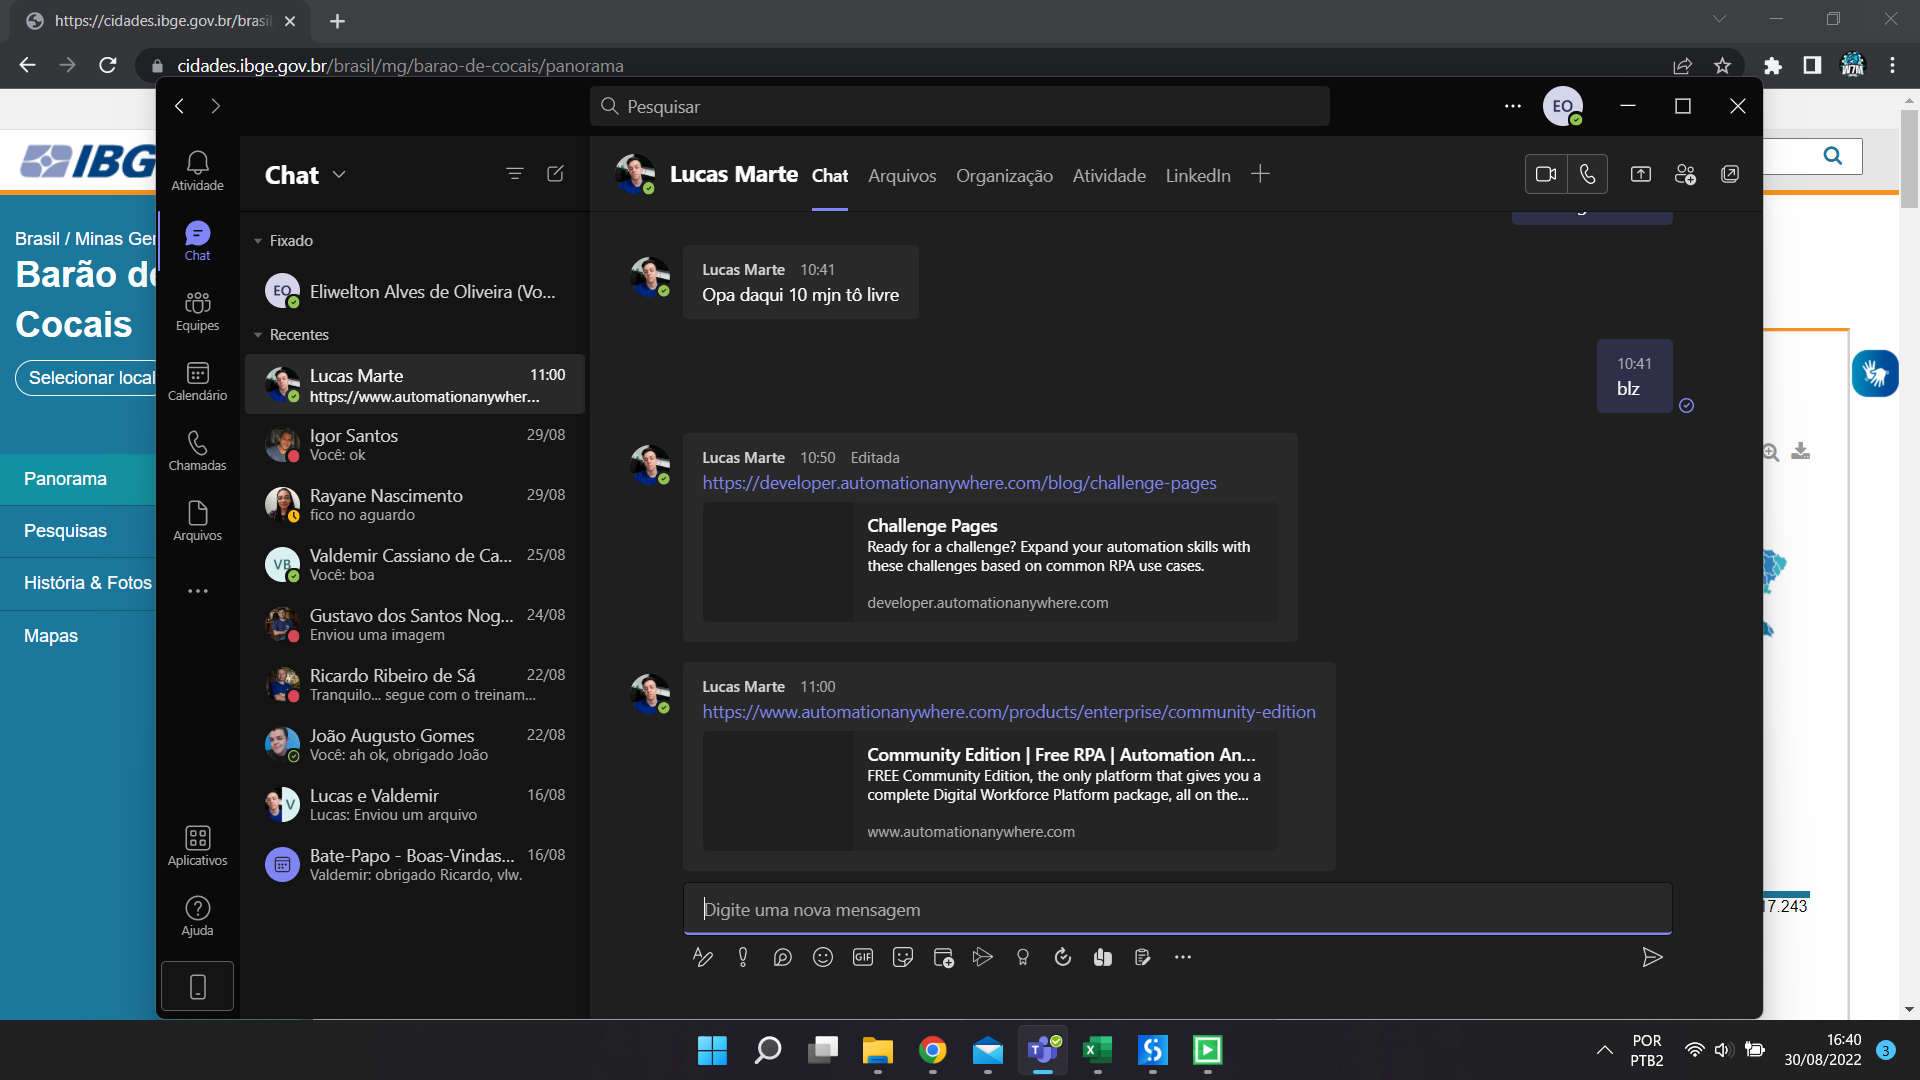 https://cidades.ibge.gov.br/brasil
cidades.ibge.gov.br/brasil/mg/barao-de-cocais/panorama
Pesquisar
EO
IBG
Brasil / Minas Ger
Barão de
Cocais
Selecionar local
Panorama
Pesquisas
História & Fotos
Mapas
Atividade
Chat
Equipes
Calendário
Chamadas
Arquivos
Aplicativos
Ajuda
Chat
Fixado
EO
Eliwelton Alves de Oliveira (Vo...
Recentes
Lucas Marte 11:00
https://www.automationanywher...
Igor Santos 29/08
Você: ok
Rayane Nascimento 29/08
fico no aguardo
VB
Valdemir Cassiano de Ca... 25/08
Você: boa
Gustavo dos Santos Nog... 24/08
Enviou uma imagem
Ricardo Ribeiro de Sá 22/08
Tranquilo... segue com o treinam...
João Augusto Gomes 22/08
Você: ah ok, obrigado João
V
Lucas e Valdemir 16/08
Lucas: Enviou um arquivo
Bate-Papo - Boas-Vindas... 16/08
Valdemir: obrigado Ricardo, vlw.
Lucas Marte Chat Arquivos Organização Atividade LinkedIn
Lucas Marte 10:41
Opa daqui 10 mjn tô livre
10:41
blz
Lucas Marte 10:50 Editada
https://developer.automationanywhere.com/blog/challenge-pages
Challenge Pages
Ready for a challenge? Expand your automation skills with
these challenges based on common RPA use cases.
developer.automationanywhere.com
Lucas Marte 11:00
https://www.automationanywhere.com/products/enterprise/community-edition
Community Edition | Free RPA | Automation An...
FREE Community Edition, the only platform that gives you a
complete Digital Workforce Platform package, all on the...
www.automationanywhere.com
Digite uma nova mensagem
GIF
17.243
POR
PTB2
16:40
30/08/2022
3